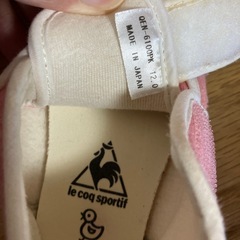 QEN-6100PK 12.0
MADE IN JAPAN
le coq sportif